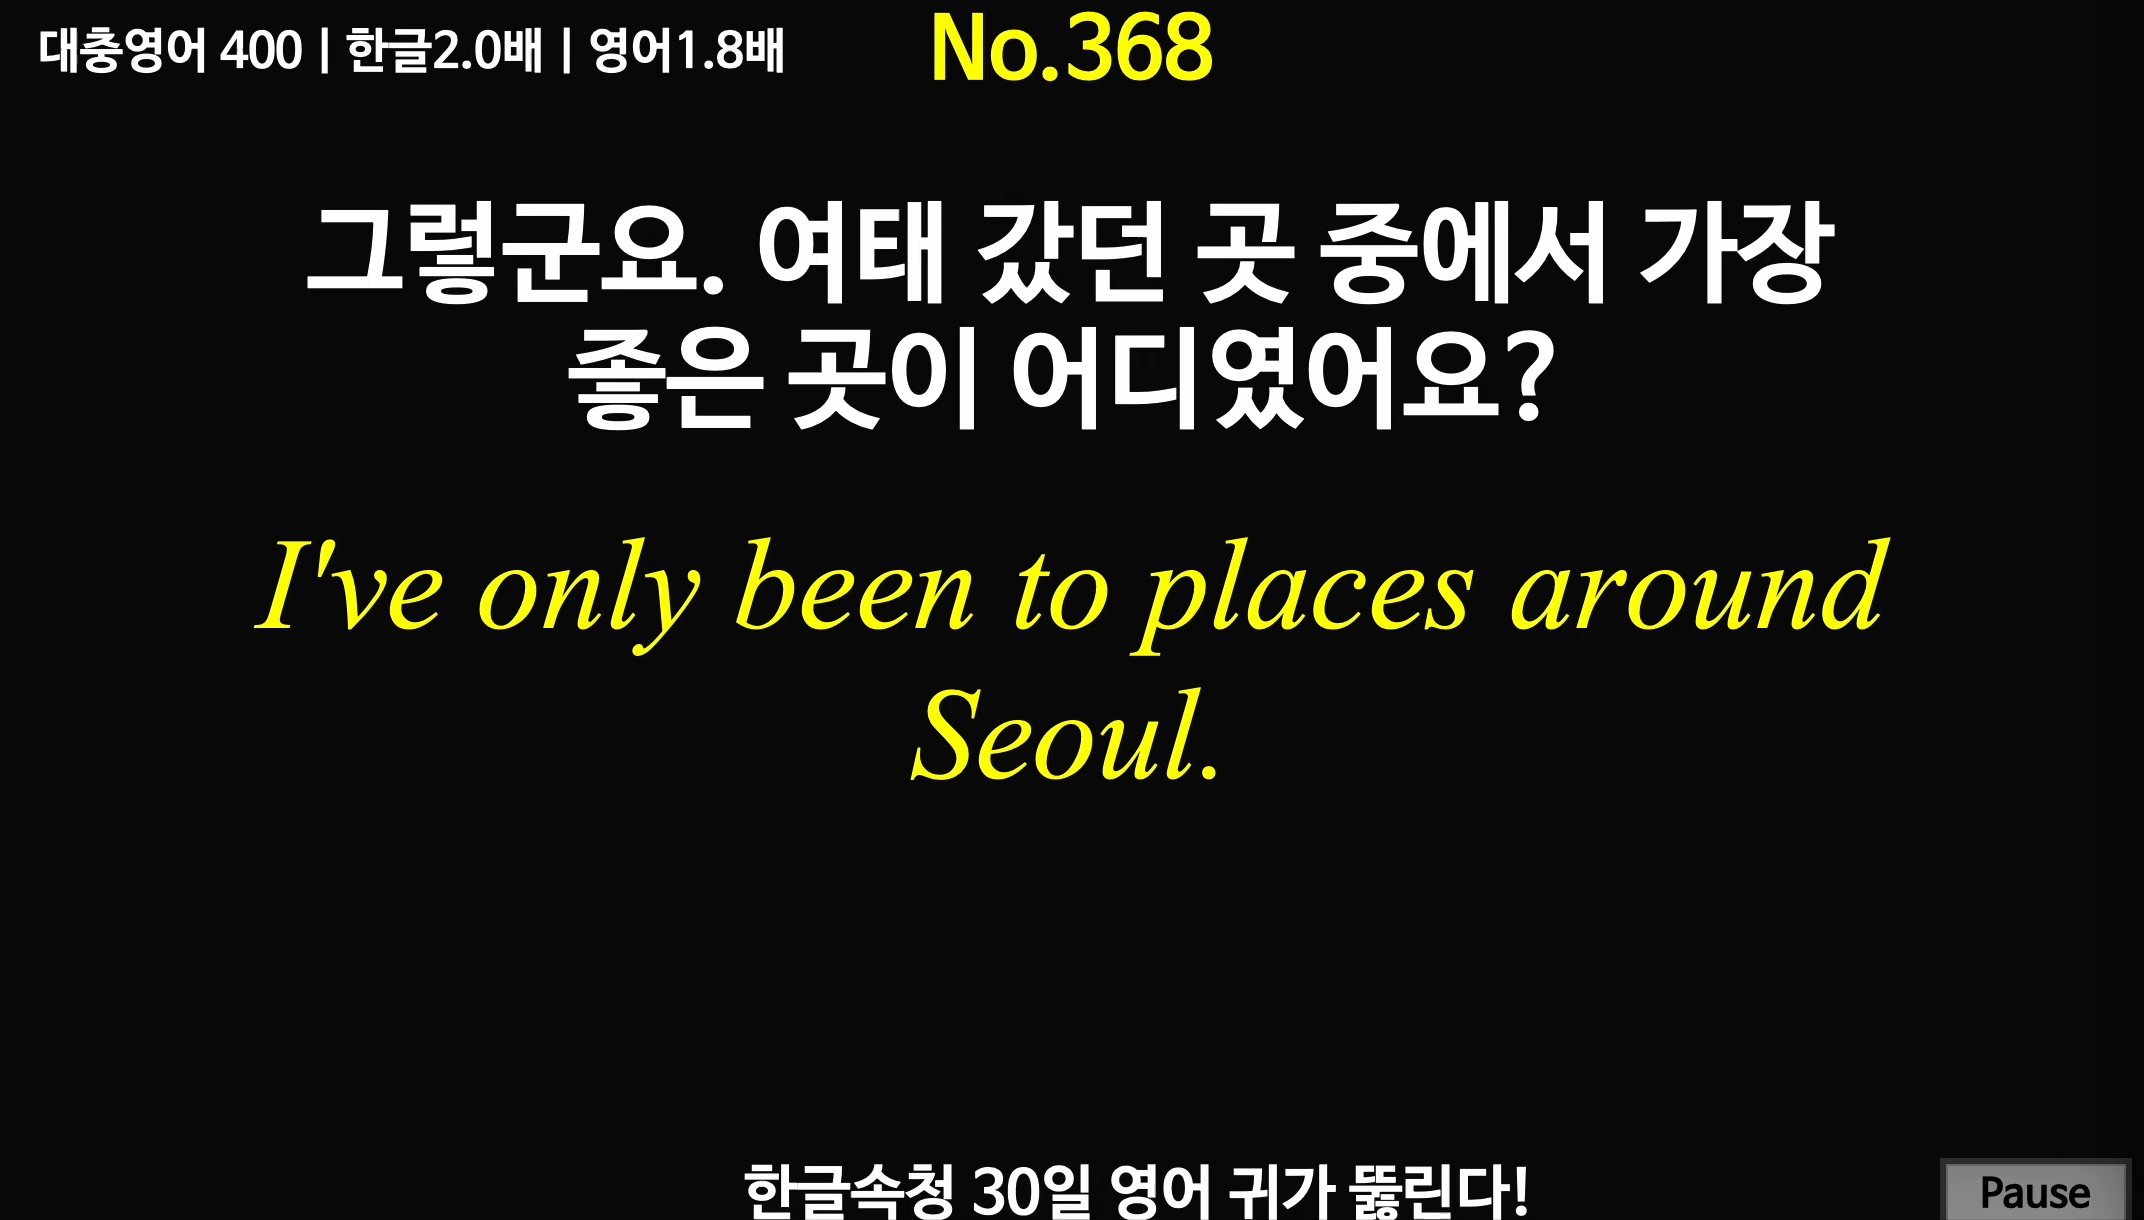 대충영어 400 | 한글2.0배 | 영어1.8배
No.368
그렇군요. 여태 갔던 곳 중에서 가장
좋은 곳이 어디였어요?
I've only been to places around
Seoul.
한글속청 30일 영어 귀가 뚫린다!
Pause